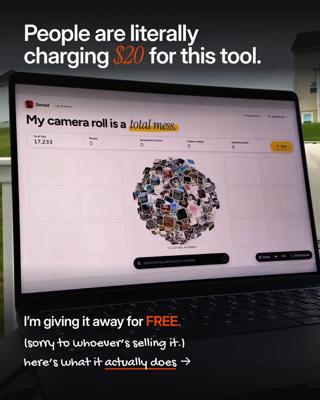 People are literally
charging $20 for this tool.
Sorted
My camera roll is a total mess.
17,233
0
0
0
0
I'm giving it away for FREE.
(sorry to whoever's selling it.)
here's what it actually does →